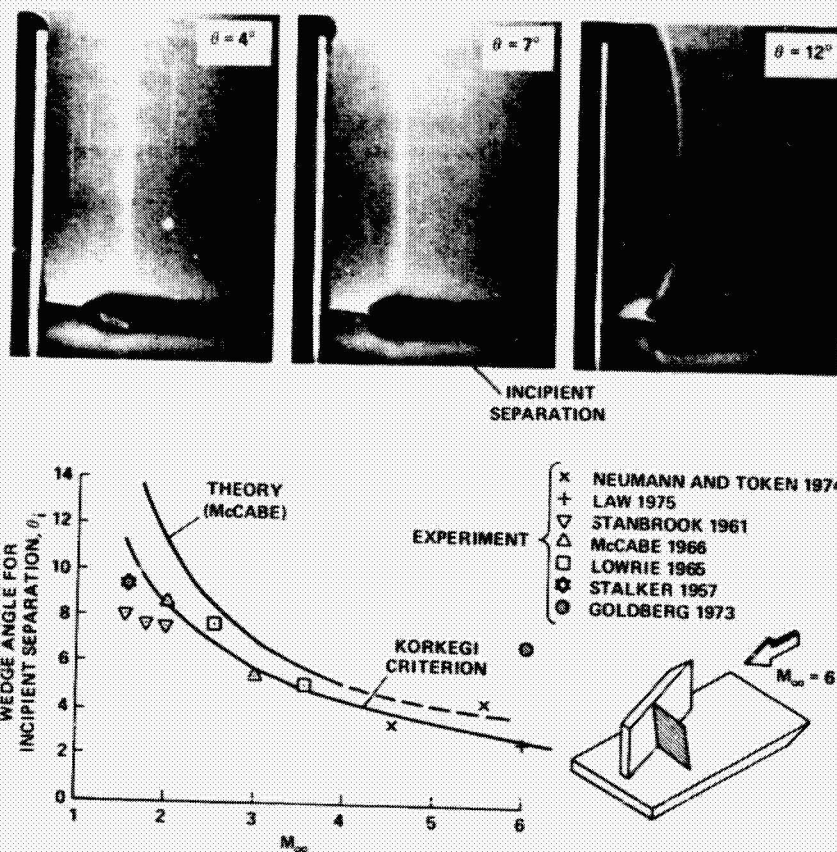 θ = 4°
θ = 7°
θ = 12°
INCIPIENT
SEPARATION
14
12
10
8
6
4
2
0
WEDGE ANGLE FOR
INCIPIENT SEPARATION, θi
THEORY
(McCABE)
KORKEGI
CRITERION
EXPERIMENT
× NEUMANN AND TOKEN 1974
+ LAW 1975
▽ STANBROOK 1961
△ McCABE 1966
□ LOWRIE 1965
✡ STALKER 1957
◎ GOLDBERG 1973
M∞ = 6
1 2 3 4 5 6
M∞